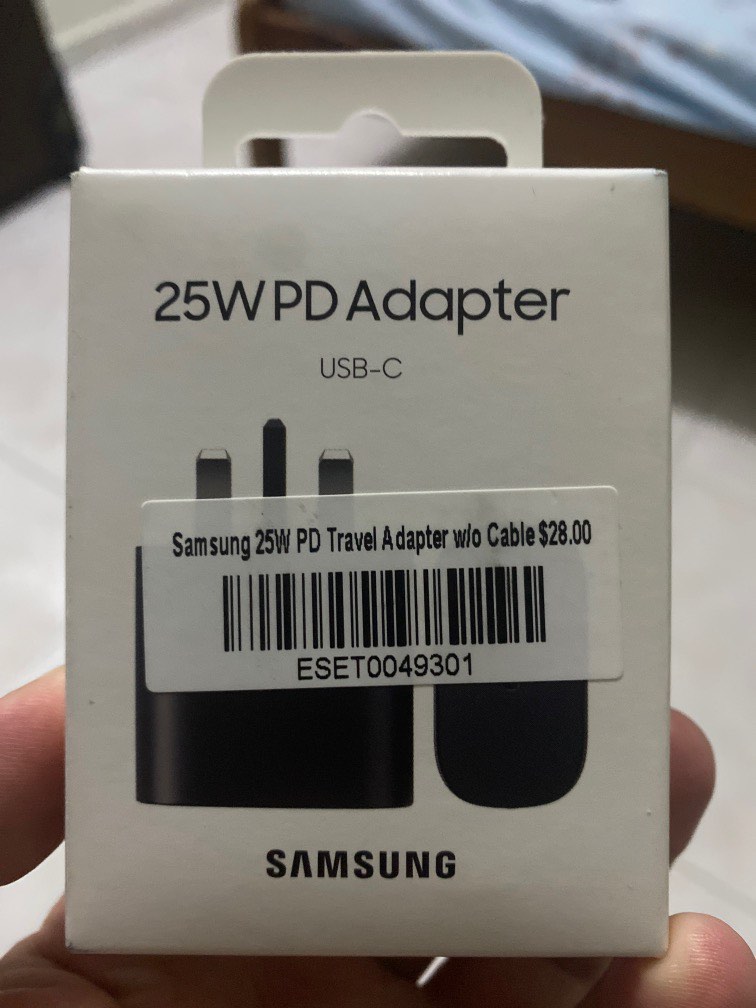 25W PD Adapter
USB-C
Samsung 25W PD Travel Adapter w/o Cable $28.00
ESET0049301
SAMSUNG